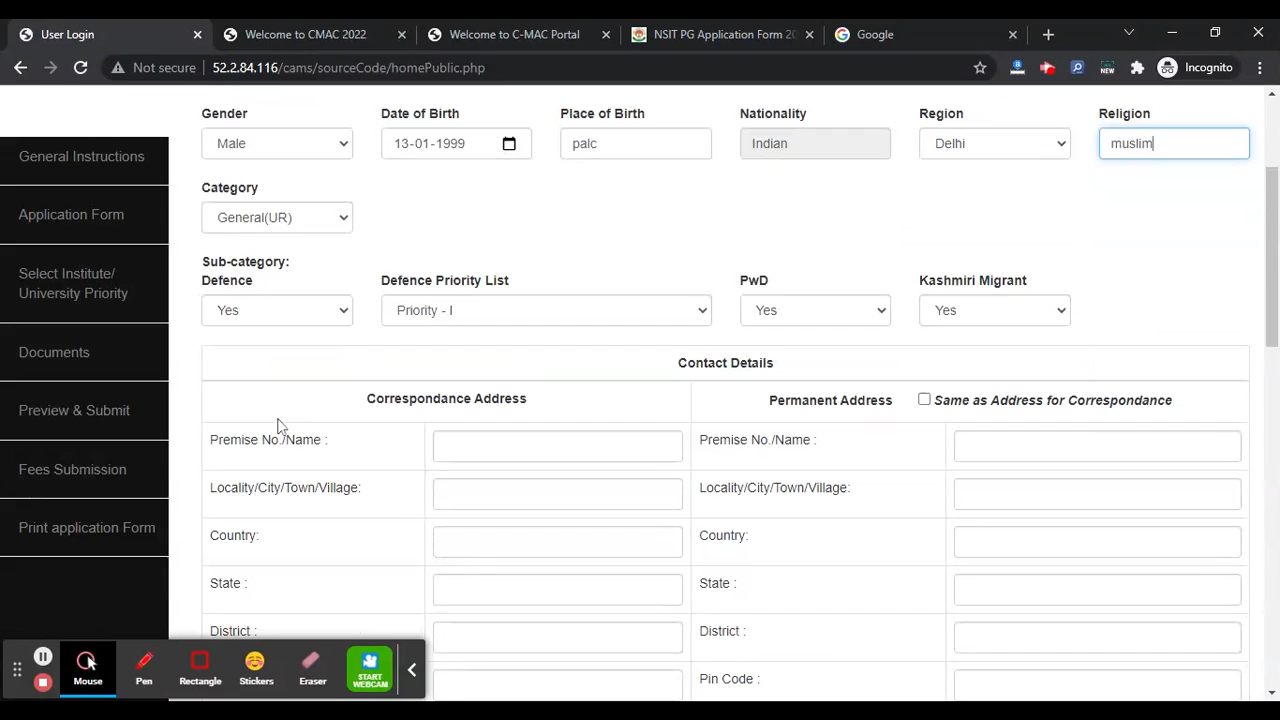 User Login
Welcome to CMAC 2022
Welcome to C-MAC Portal
NSIT PG Application Form 20
Google
Not secure
52.2.84.116/cams/sourceCode/homePublic.php
NEW
Incognito
Gender
Date of Birth
Place of Birth
Nationality
Region
Religion
Male
13-01-1999
palc
Indian
Delhi
muslim
General Instructions
Category
General(UR)
Application Form
Sub-category:
Select Institute/
University Priority
Defence
Defence Priority List
PwD
Kashmiri Migrant
Yes
Priority - I
Yes
Yes
Documents
Contact Details
Preview & Submit
Correspondance Address
Permanent Address
Same as Address for Correspondance
Premise No./Name :
Premise No./Name :
Fees Submission
Locality/City/Town/Village:
Locality/City/Town/Village:
Print application Form
Country:
Country:
State :
State :
District :
District :
Pin Code :
Mouse
Pen
Rectangle
Stickers
Eraser
START
WEBCAM